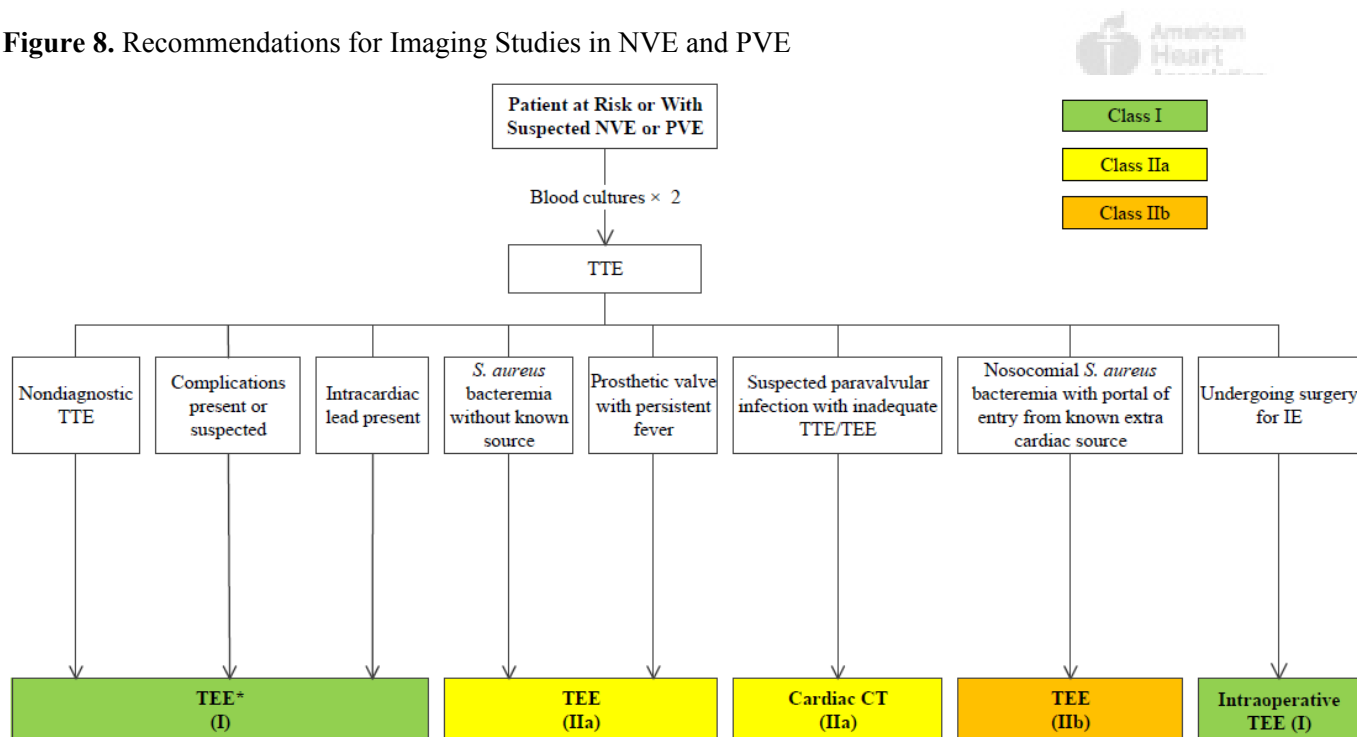 Figure 8. Recommendations for Imaging Studies in NVE and PVE
American
Heart
Patient at Risk or With
Suspected NVE or PVE
Class I
Class IIa
Class IIb
Blood cultures × 2
TTE
Nondiagnostic
TTE
Complications
present or
suspected
Intracardiac
lead present
S. aureus
bacteremia
without known
source
Prosthetic valve
with persistent
fever
Suspected paravalvular
infection with inadequate
TTE/TEE
Nosocomial S. aureus
bacteremia with portal of
entry from known extra
cardiac source
Undergoing surgery
for IE
TEE*
(I)
TEE
(IIa)
Cardiac CT
(IIa)
TEE
(IIb)
Intraoperative
TEE (I)